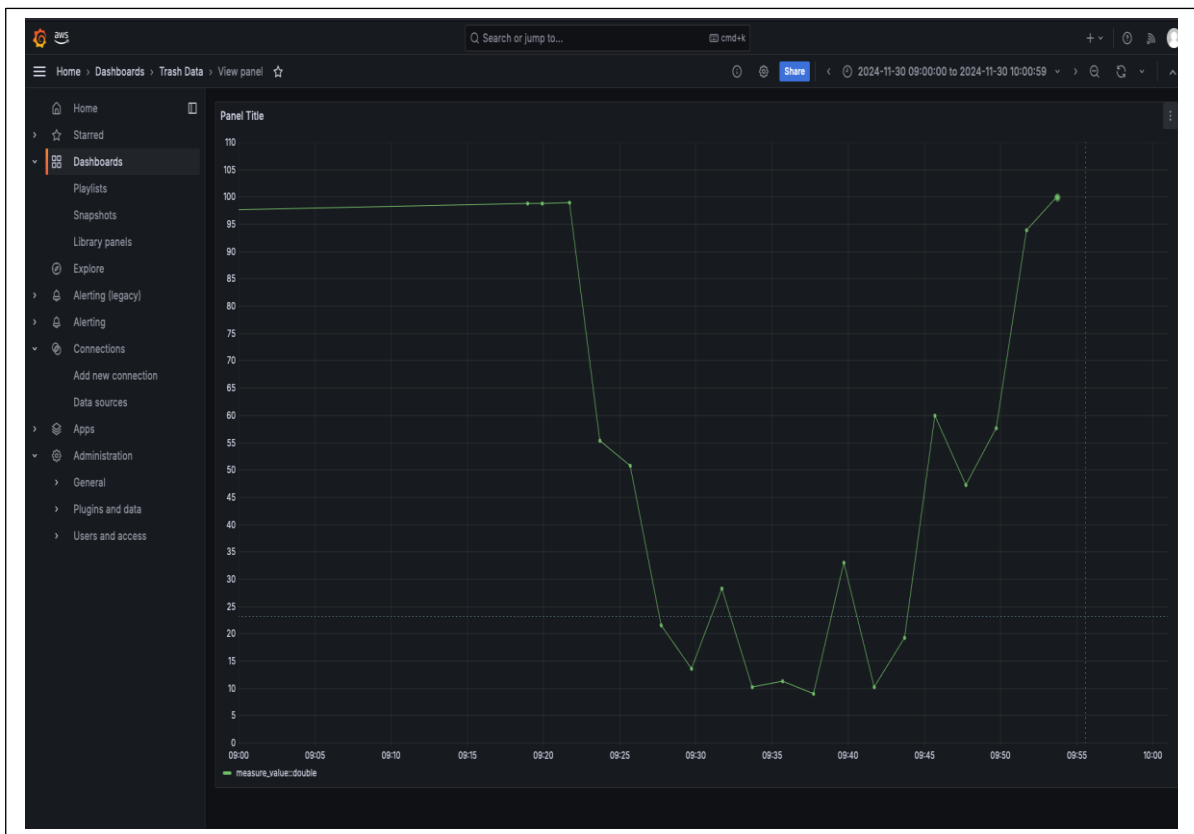 aws
Search or jump to...
cmd+k
Home › Dashboards › Trash Data › View panel
Share
2024-11-30 09:00:00 to 2024-11-30 10:00:59
Home
Starred
Dashboards
Playlists
Snapshots
Library panels
Explore
Alerting (legacy)
Alerting
Connections
Add new connection
Data sources
Apps
Administration
General
Plugins and data
Users and access
Panel Title
110
105
100
95
90
85
80
75
70
65
60
55
50
45
40
35
30
25
20
15
10
5
0
09:00 09:05 09:10 09:15 09:20 09:25 09:30 09:35 09:40 09:45 09:50 09:55 10:00
measure_value::double